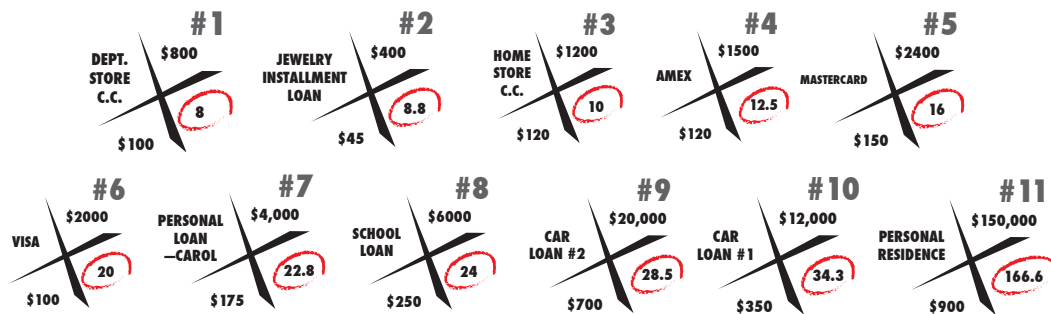 #1
$800
DEPT.
STORE
C.C.
8
$100
#2
$400
JEWELRY
INSTALLMENT
LOAN
8.8
$45
#3
$1200
HOME
STORE
C.C.
10
$120
#4
$1500
AMEX
12.5
$120
#5
$2400
MASTERCARD
16
$150
#6
$2000
VISA
20
$100
#7
$4,000
PERSONAL
LOAN
—CAROL
22.8
$175
#8
$6000
SCHOOL
LOAN
24
$250
#9
$20,000
CAR
LOAN #2
28.5
$700
#10
$12,000
CAR
LOAN #1
34.3
$350
#11
$150,000
PERSONAL
RESIDENCE
166.6
$900